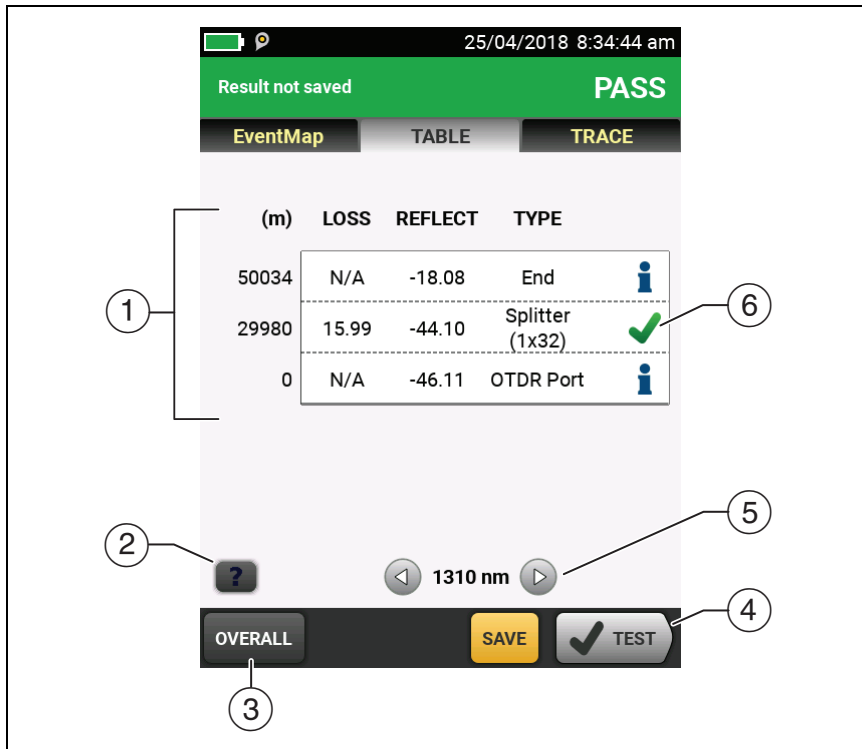 25/04/2018 8:34:44 am
Result not saved PASS
EventMap TABLE TRACE
(m) LOSS REFLECT TYPE
50034 N/A -18.08 End
29980 15.99 -44.10 Splitter (1x32)
0 N/A -46.11 OTDR Port
1
6
2
?
1310 nm
5
OVERALL SAVE TEST
4
3